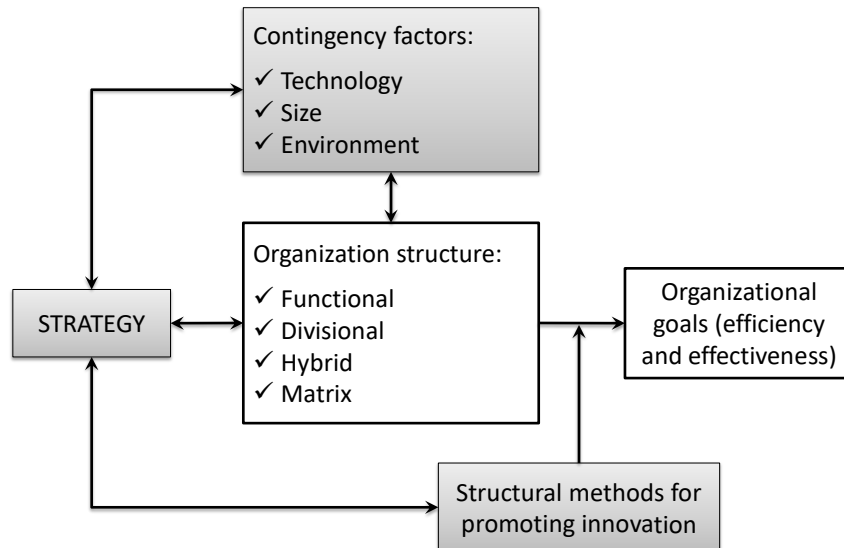 Contingency factors:
✓ Technology
✓ Size
✓ Environment
Organization structure:
✓ Functional
✓ Divisional
✓ Hybrid
✓ Matrix
STRATEGY
Organizational
goals (efficiency
and effectiveness)
Structural methods for
promoting innovation